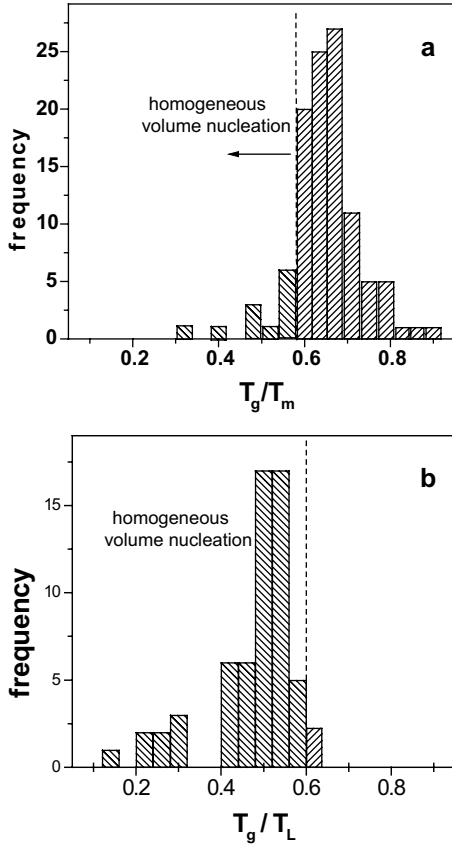 a
25
20
15
10
5
0
frequency
homogeneous
volume nucleation
0.2 0.4 0.6 0.8
Tg/Tm
b
15
10
5
0
frequency
homogeneous
volume nucleation
0.2 0.4 0.6 0.8
Tg / TL